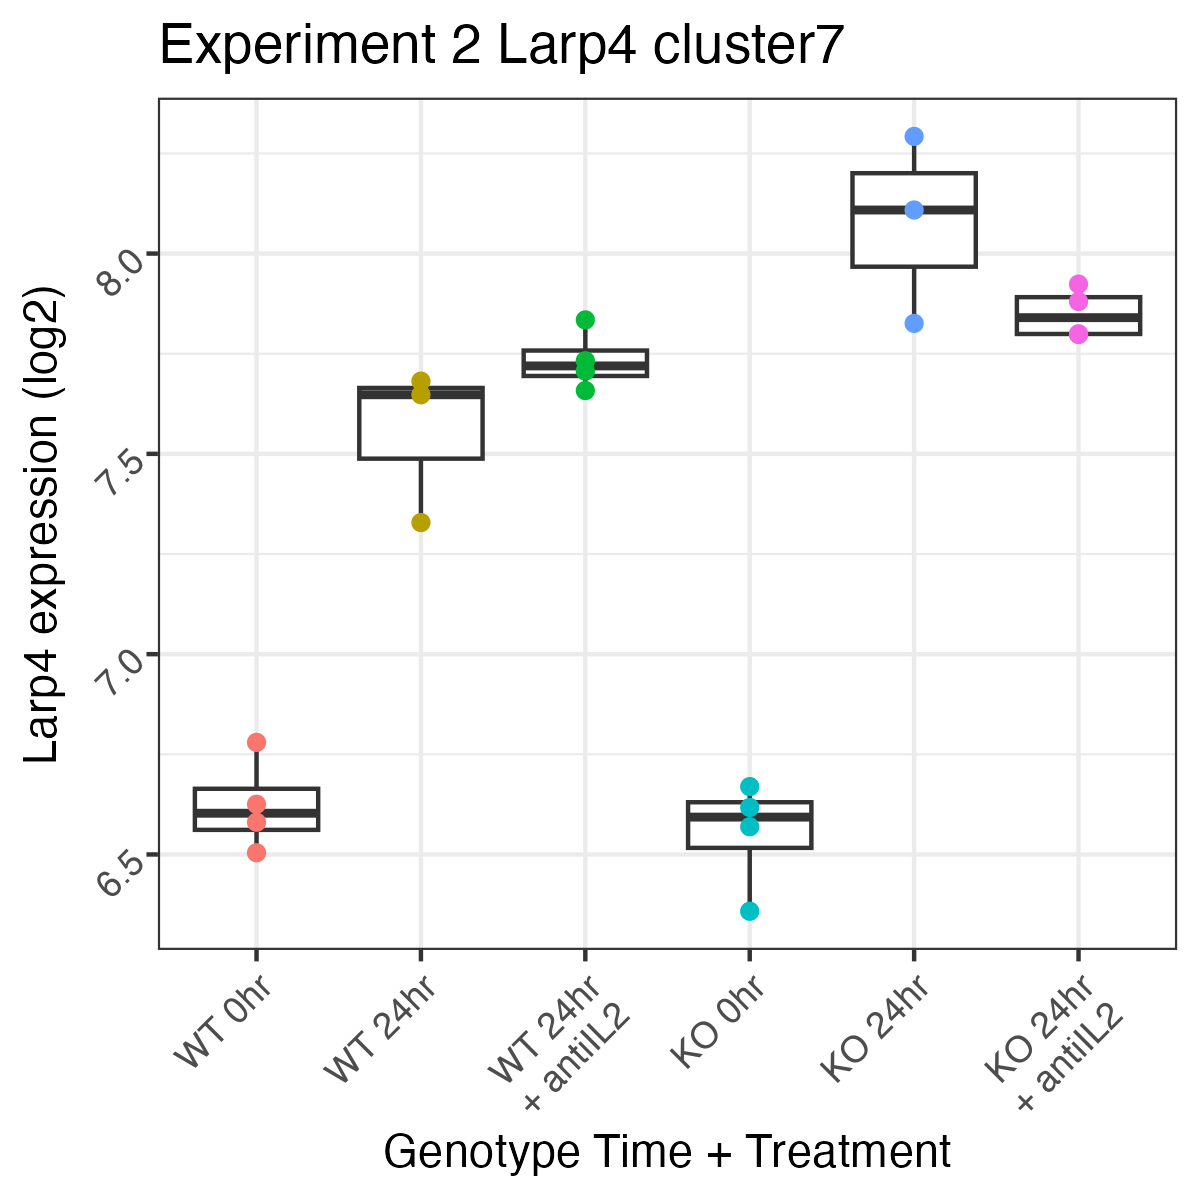 Experiment 2 Larp4 cluster7
Larp4 expression (log2)
8.0
7.5
7.0
6.5
WT 0hr
WT 24hr
WT 24hr
+ antiIL2
KO 0hr
KO 24hr
KO 24hr
+ antiIL2
Genotype Time + Treatment